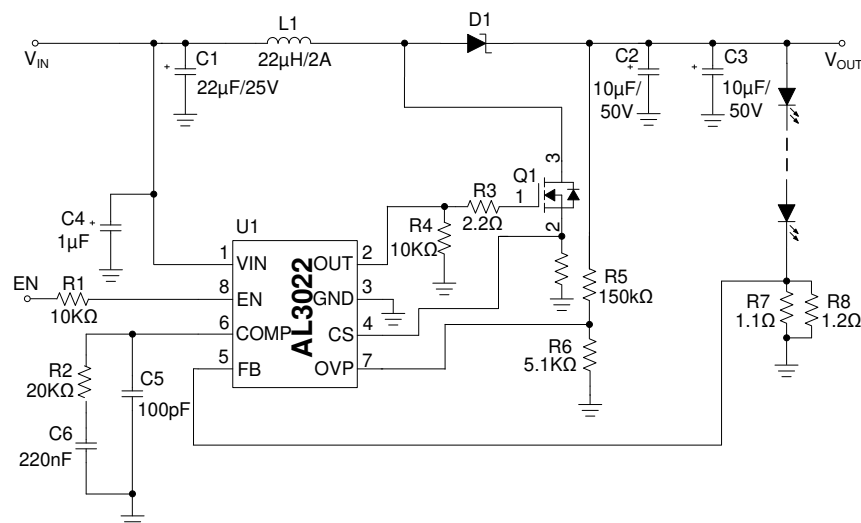 L1
D1
V_IN
C1
22µH/2A
C2
C3
V_OUT
22µF/25V
10µF/
50V
10µF/
50V
3
Q1
R3
1
C4
1µF
U1
R4
2.2Ω
10KΩ
2
1
VIN
OUT
2
EN
R1
8
EN
GND
3
R5
150kΩ
10KΩ
AL3022
R7
1.1Ω
R8
1.2Ω
6
COMP
CS
4
R2
20KΩ
5
FB
OVP
7
R6
5.1KΩ
C5
100pF
C6
220nF